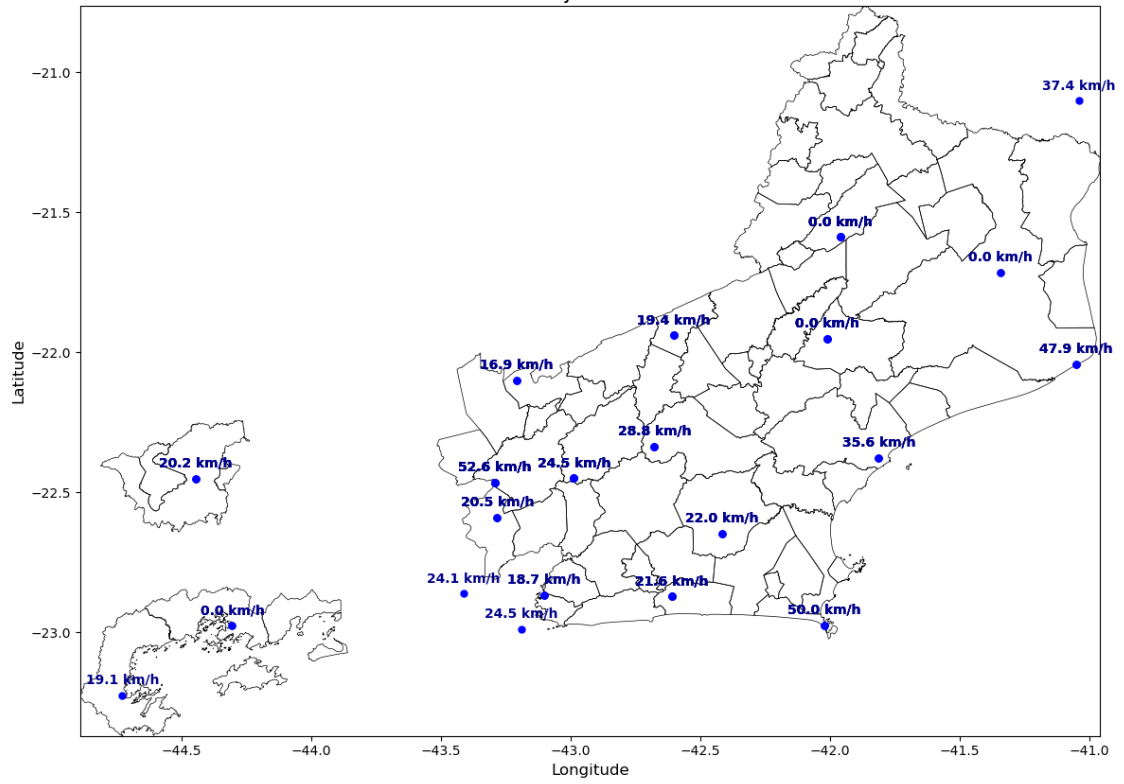 37.4 km/h
0.0 km/h
0.0 km/h
19.4 km/h
0.0 km/h
47.9 km/h
16.9 km/h
28.8 km/h
35.6 km/h
20.2 km/h
52.6 km/h
24.5 km/h
20.5 km/h
22.0 km/h
24.1 km/h
18.7 km/h
21.6 km/h
24.5 km/h
50.0 km/h
0.0 km/h
19.1 km/h
Latitude
−21.0
−21.5
−22.0
−22.5
−23.0
−44.5
−44.0
−43.5
−43.0
−42.5
−42.0
−41.5
−41.0
Longitude